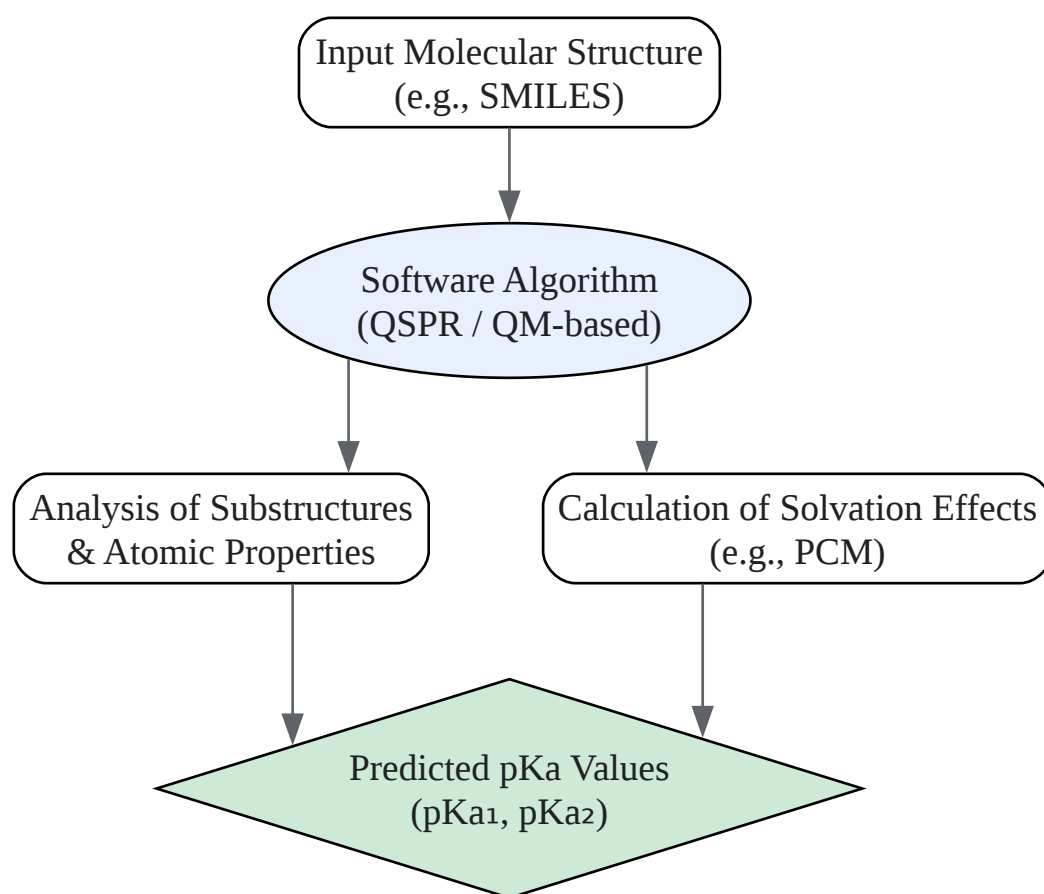 Input Molecular Structure
(e.g., SMILES)
Software Algorithm
(QSPR / QM-based)
Analysis of Substructures
& Atomic Properties
Calculation of Solvation Effects
(e.g., PCM)
Predicted pKa Values
(pKa₁, pKa₂)